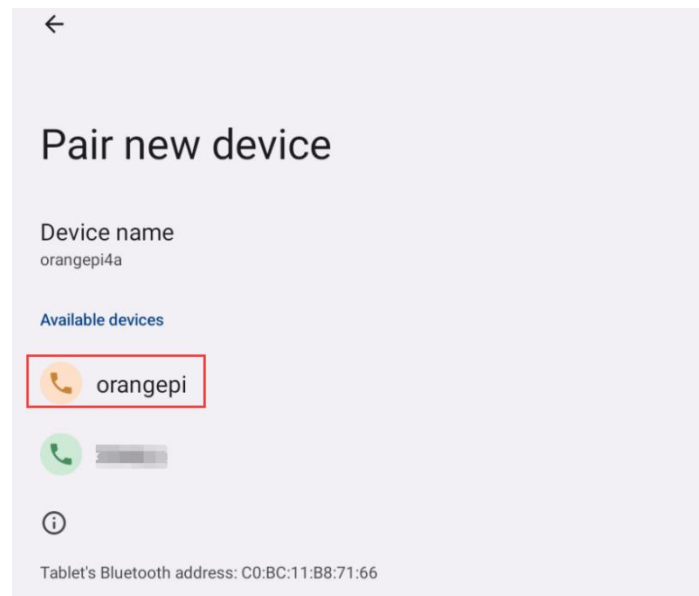 Pair new device
Device name
orangepi4a
Available devices
orangepi
Tablet's Bluetooth address: C0:BC:11:B8:71:66